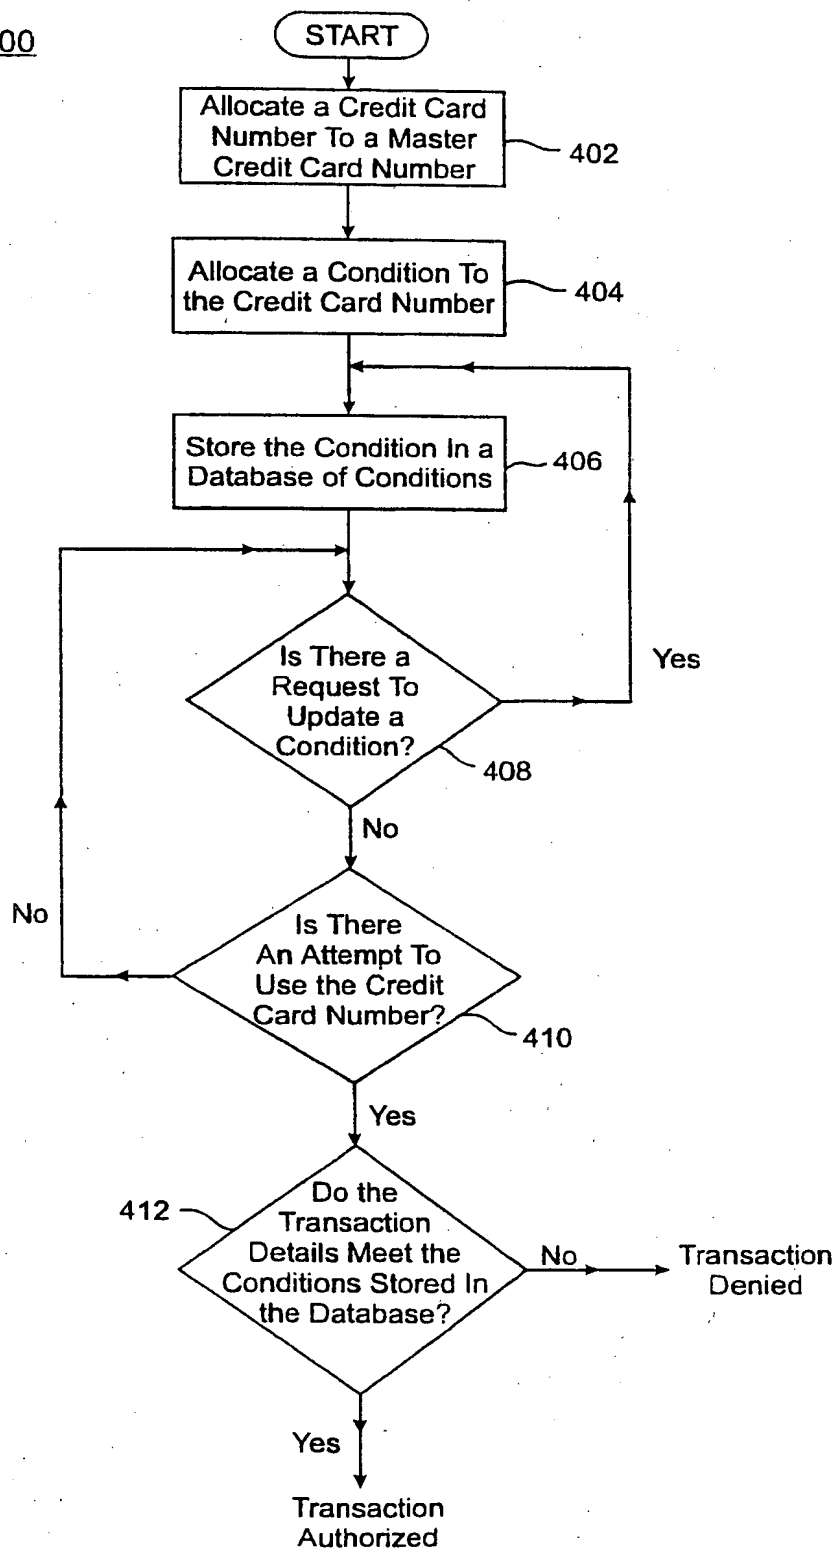 00
START
Allocate a Credit Card
Number To a Master
Credit Card Number
402
Allocate a Condition To
the Credit Card Number
404
Store the Condition In a
Database of Conditions
406
Is There a
Request To
Update a
Condition?
Yes
408
No
No
Is There
An Attempt To
Use the Credit
Card Number?
410
Yes
412
Do the
Transaction
Details Meet the
Conditions Stored In
the Database?
No
Transaction
Denied
Yes
Transaction
Authorized